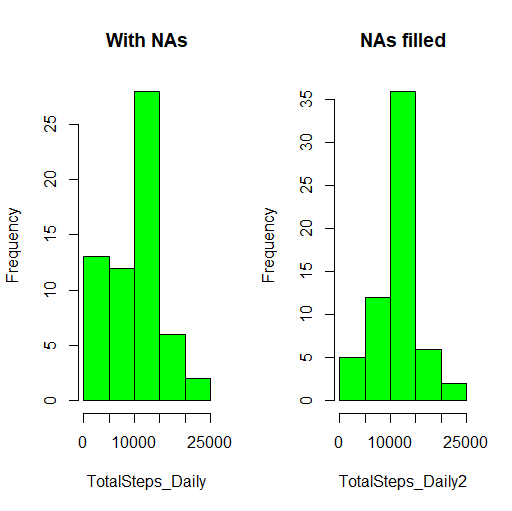 With NAs
Frequency
0 5 10 15 20 25
0 10000 25000
TotalSteps_Daily
NAs filled
Frequency
0 5 10 15 20 25 30 35
0 10000 25000
TotalSteps_Daily2